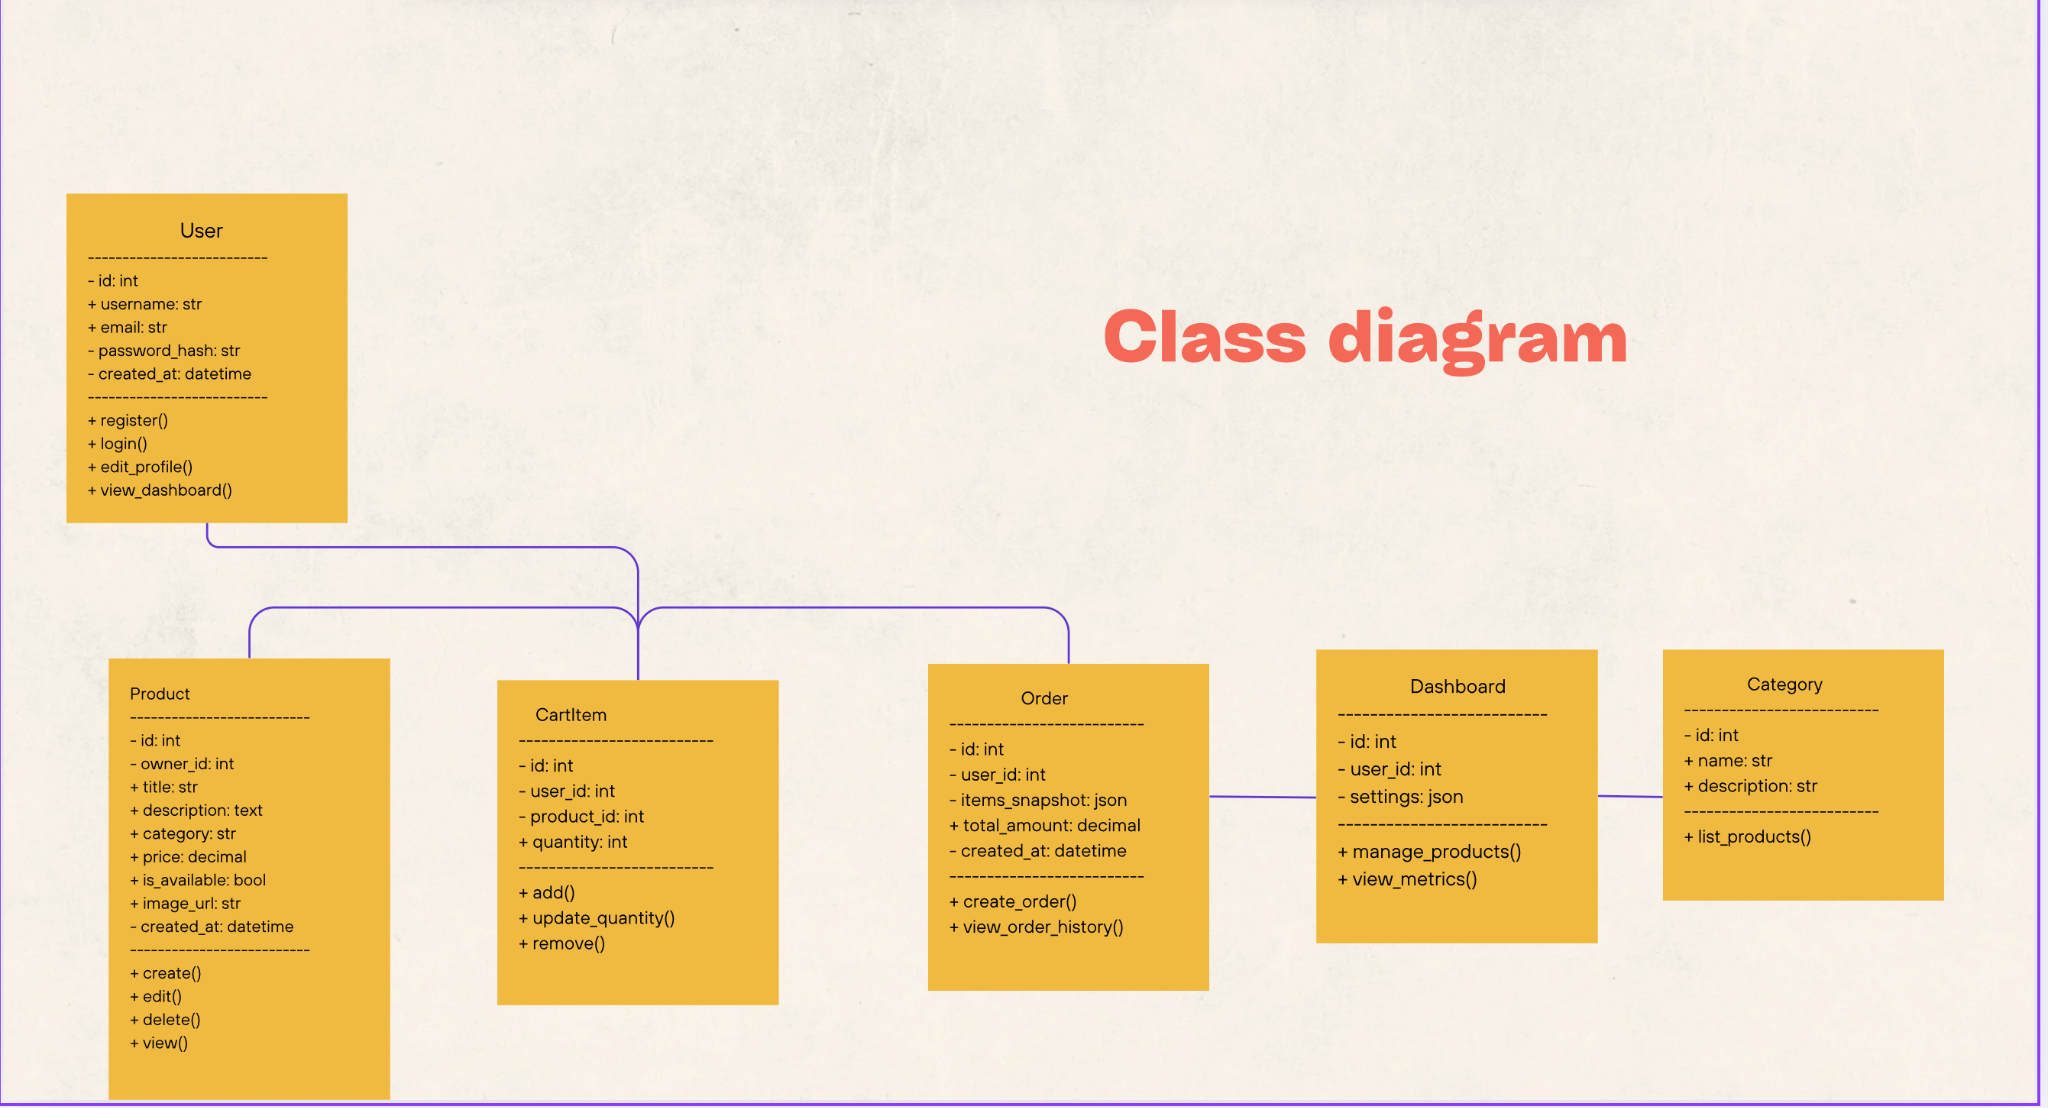 Class diagram
User
--------------------------
- id: int
+ username: str
+ email: str
- password_hash: str
- created_at: datetime
--------------------------
+ register()
+ login()
+ edit_profile()
+ view_dashboard()
Product
--------------------------
- id: int
- owner_id: int
+ title: str
+ description: text
+ category: str
+ price: decimal
+ is_available: bool
+ image_url: str
- created_at: datetime
--------------------------
+ create()
+ edit()
+ delete()
+ view()
CartItem
--------------------------
- id: int
- user_id: int
- product_id: int
+ quantity: int
--------------------------
+ add()
+ update_quantity()
+ remove()
Order
--------------------------
- id: int
- user_id: int
- items_snapshot: json
+ total_amount: decimal
- created_at: datetime
--------------------------
+ create_order()
+ view_order_history()
Dashboard
--------------------------
- id: int
- user_id: int
- settings: json
--------------------------
+ manage_products()
+ view_metrics()
Category
--------------------------
- id: int
+ name: str
+ description: str
--------------------------
+ list_products()